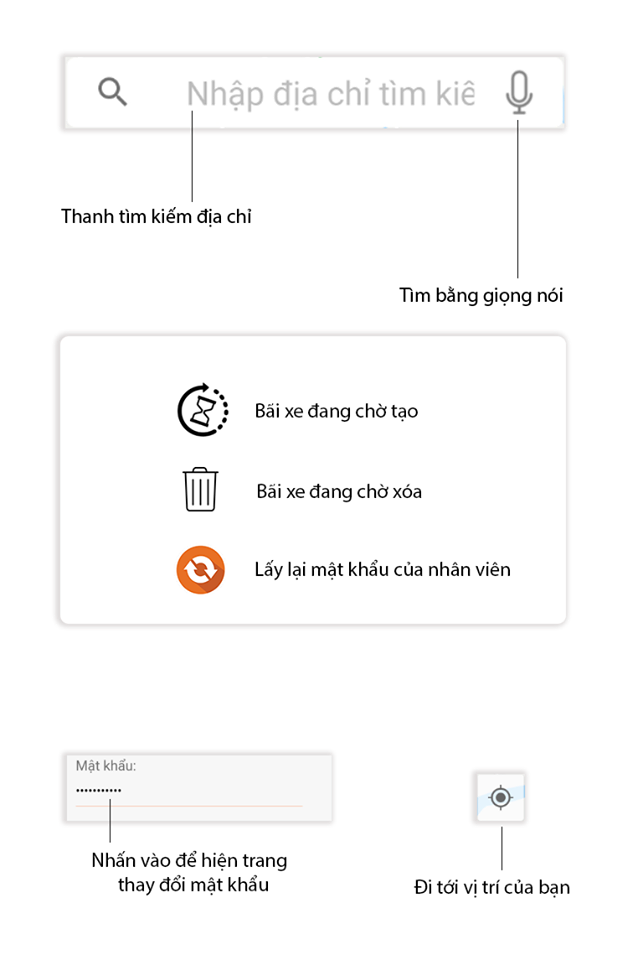 Nhập địa chỉ tìm kiế
Thanh tìm kiếm địa chỉ
Tìm bằng giọng nói
Bãi xe đang chờ tạo
Bãi xe đang chờ xóa
Lấy lại mật khẩu của nhân viên
Mật khẩu:
•••••••••••
Nhấn vào để hiện trang
thay đổi mật khẩu
Đi tới vị trí của bạn